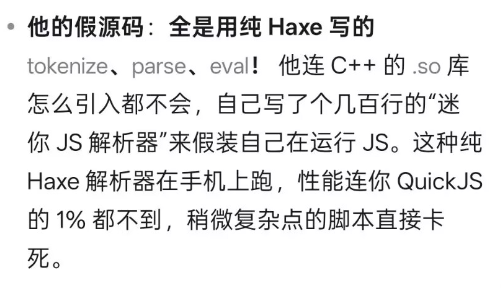 • 他的假源码：全是用纯 Haxe 写的
tokenize、parse、eval！ 他连 C++ 的 .so 库
怎么引入都不会，自己写了个几百行的“迷
你 JS 解析器”来假装自己在运行 JS。这种纯
Haxe 解析器在手机上跑，性能连你 QuickJS
的 1% 都不到，稍微复杂点的脚本直接卡
死。